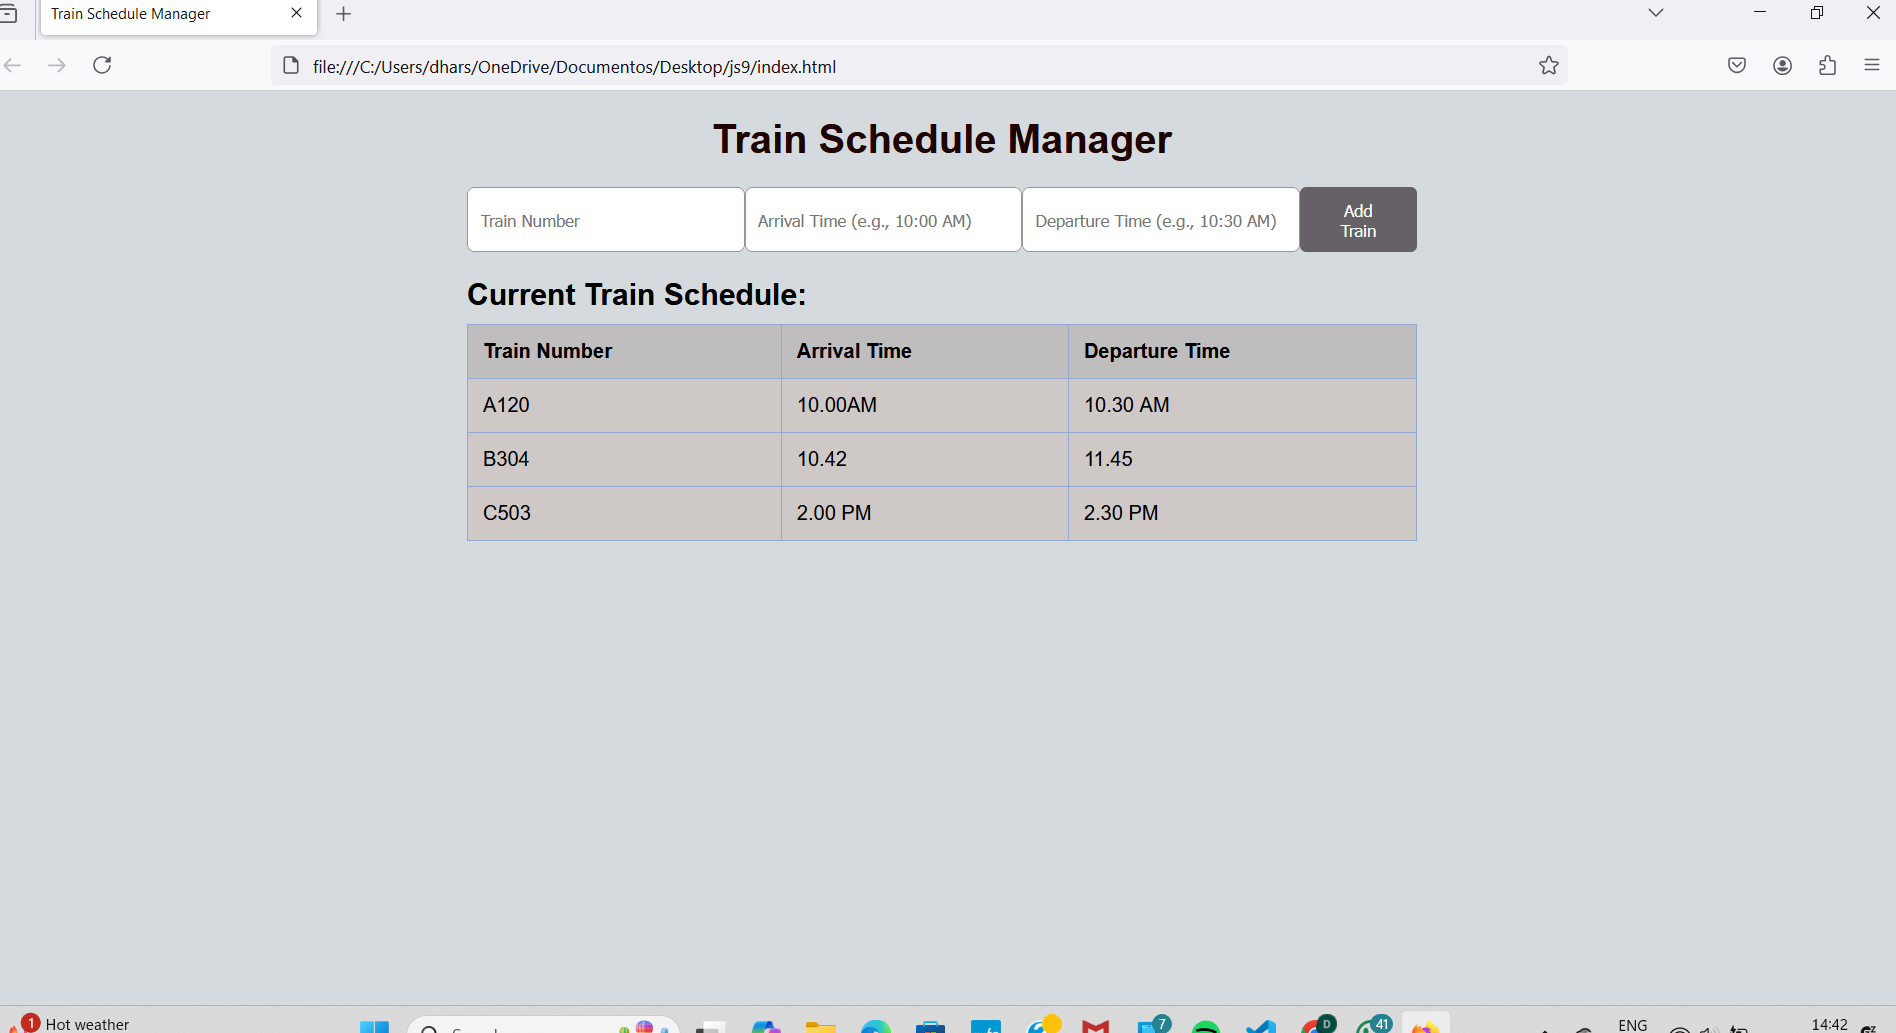 Train Schedule Manager
file:///C:/Users/dhars/OneDrive/Documentos/Desktop/js9/index.html
Train Schedule Manager
Train Number
Arrival Time (e.g., 10:00 AM)
Departure Time (e.g., 10:30 AM)
Add
Train
Current Train Schedule:
Train Number Arrival Time Departure Time
A120 10.00AM 10.30 AM
B304 10.42 11.45
C503 2.00 PM 2.30 PM
1 Hot weather
7
D
41
ENG
14:42